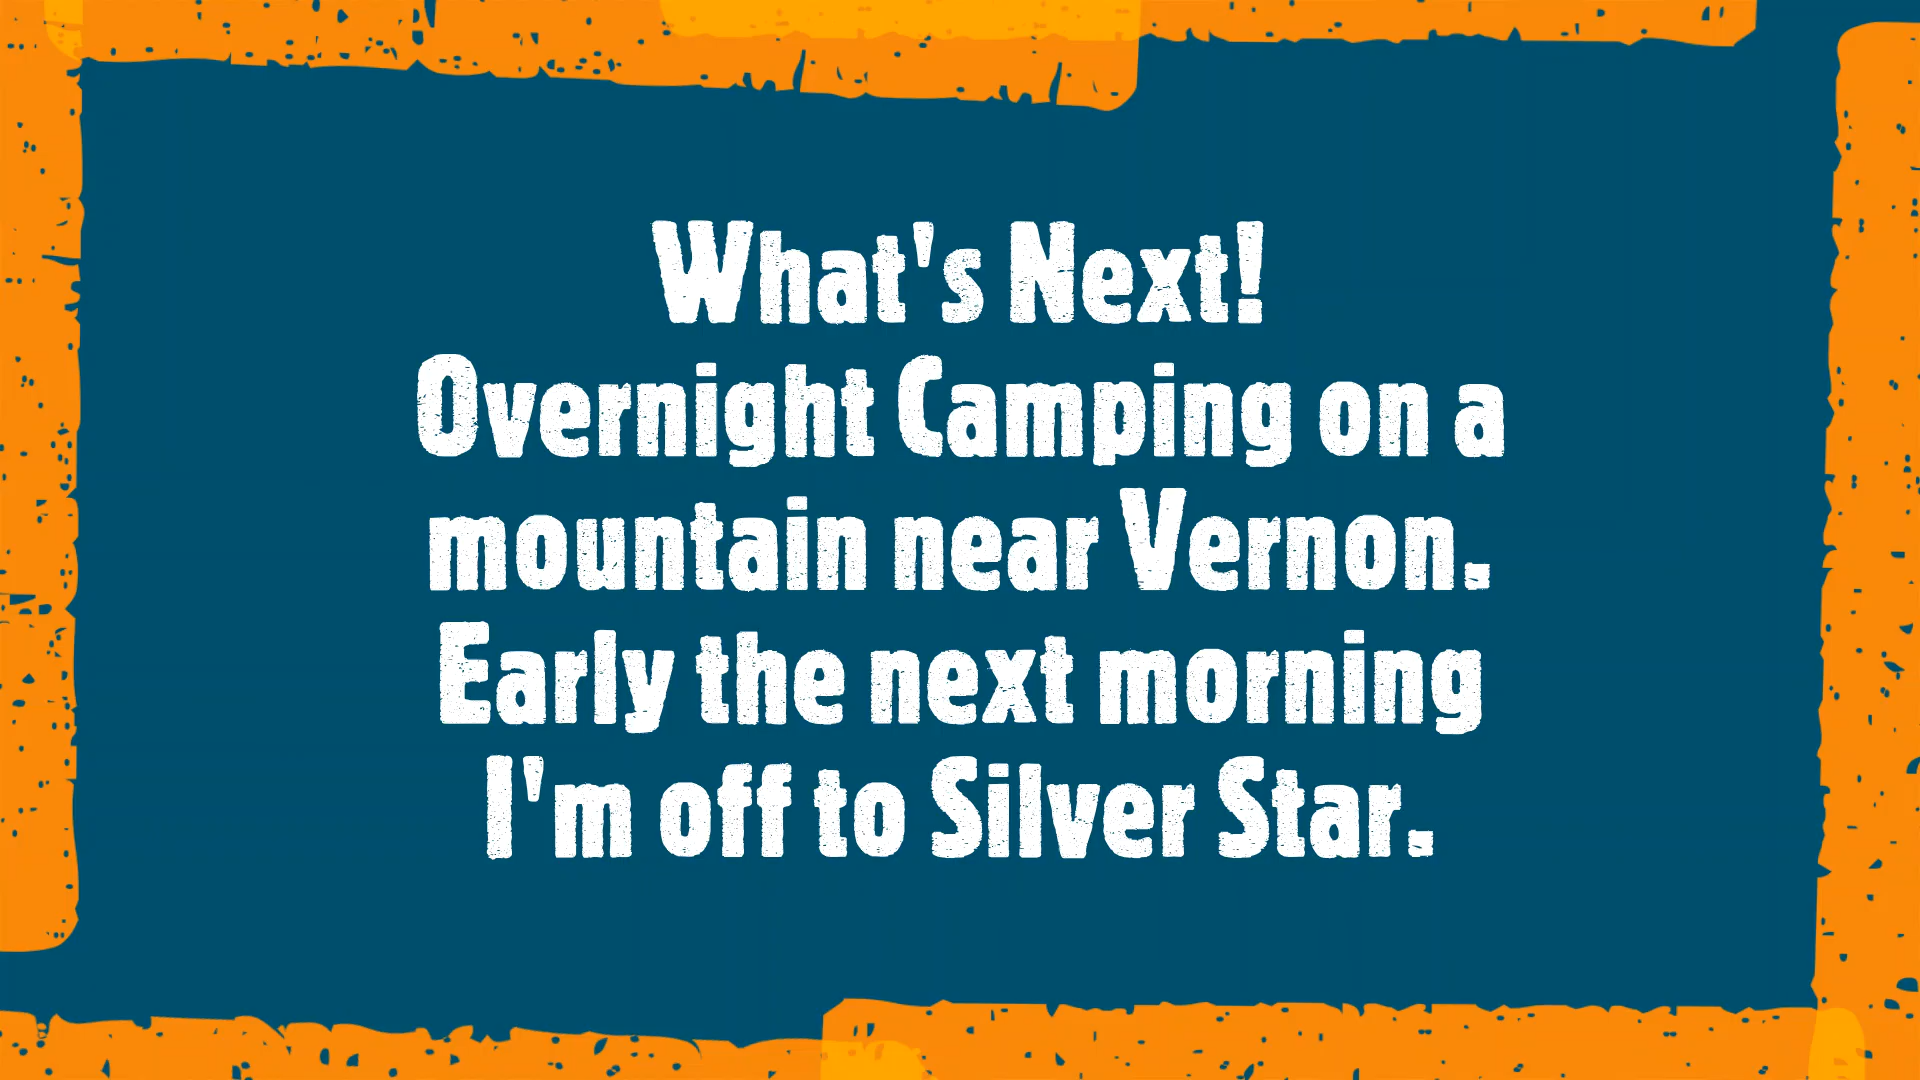 What's Next!
Overnight Camping on a
mountain near Vernon.
Early the next morning
I'm off to Silver Star.